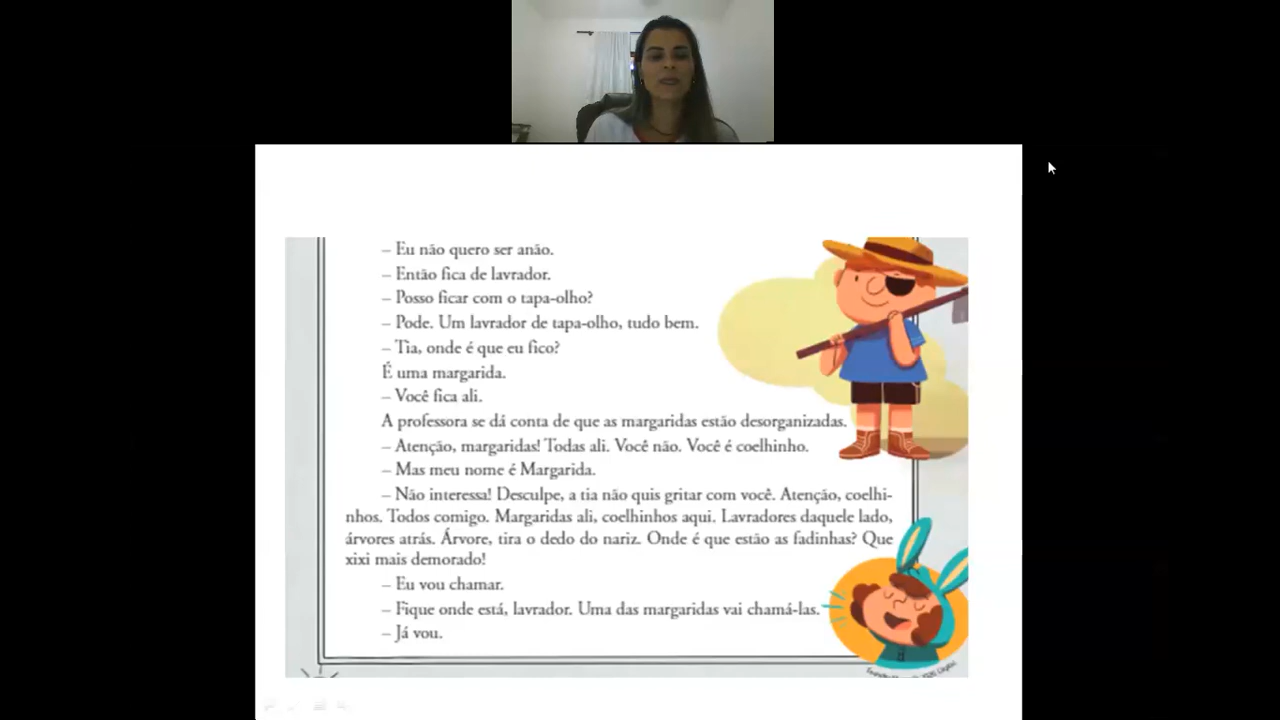 – Eu não quero ser anão.
– Então fica de lavrador.
– Posso ficar com o tapa-olho?
– Pode. Um lavrador de tapa-olho, tudo bem.
– Tia, onde é que eu fico?
É uma margarida.
– Você fica ali.
A professora se dá conta de que as margaridas estão desorganizadas.
– Atenção, margaridas! Todas ali. Você não. Você é coelhinho.
– Mas meu nome é Margarida.
– Não interessa! Desculpe, a tia não quis gritar com você. Atenção, coelhi-
nhos. Todos comigo. Margaridas ali, coelhinhos aqui. Lavradores daquele lado,
árvores atrás. Árvore, tira o dedo do nariz. Onde é que estão as fadinhas? Que
xixi mais demorado!
– Eu vou chamar.
– Fique onde está, lavrador. Uma das margaridas vai chamá-las.
– Já vou.